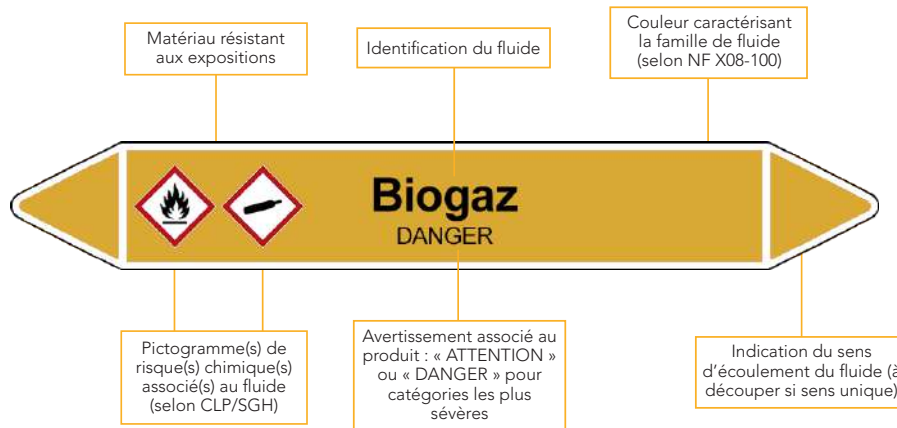 Matériau résistant
aux expositions
Identification du fluide
Couleur caractérisant
la famille de fluide
(selon NF X08-100)
Biogaz
DANGER
Pictogramme(s) de
risque(s) chimique(s)
associé(s) au fluide
(selon CLP/SGH)
Avertissement associé au
produit : « ATTENTION »
ou « DANGER » pour
catégories les plus
sévères
Indication du sens
d’écoulement du fluide (à
découper si sens unique)